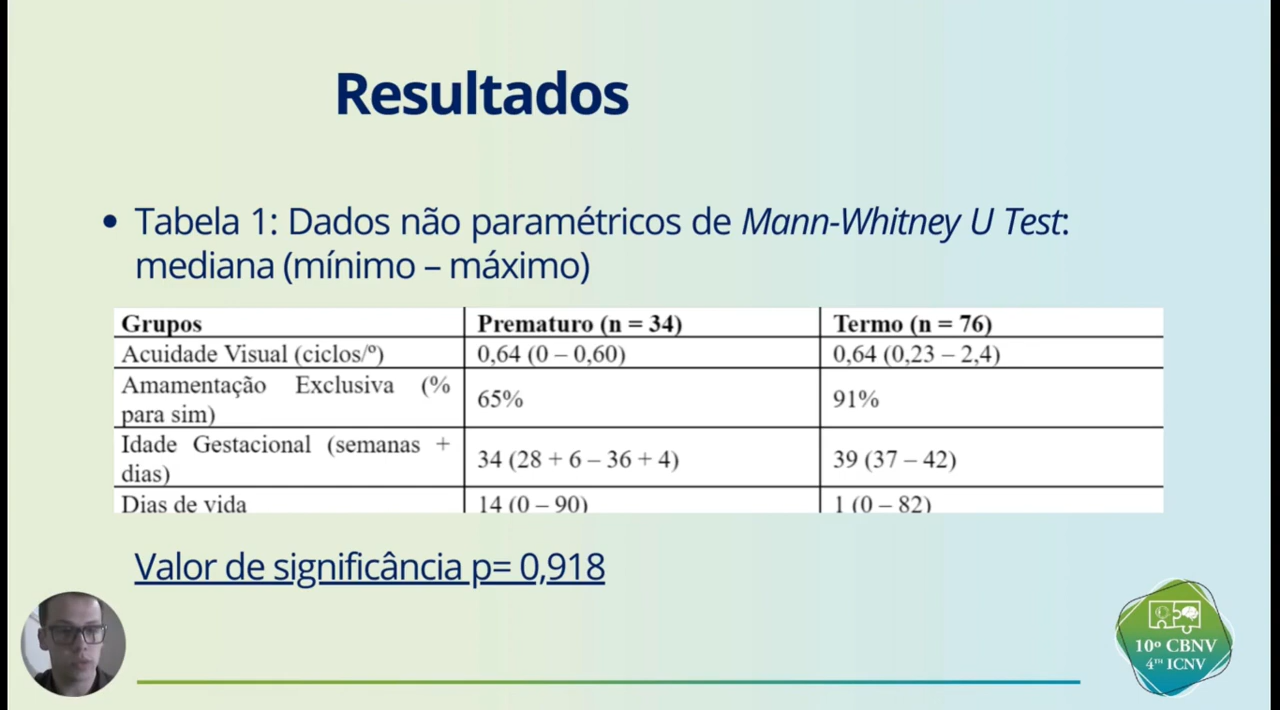 Resultados
• Tabela 1: Dados não paramétricos de Mann-Whitney U Test:
mediana (mínimo – máximo)
Grupos Prematuro (n = 34) Termo (n = 76)
Acuidade Visual (ciclos/º) 0,64 (0 – 0,60) 0,64 (0,23 – 2,4)
Amamentação Exclusiva (%
para sim) 65% 91%
Idade Gestacional (semanas +
dias) 34 (28 + 6 – 36 + 4) 39 (37 – 42)
Dias de vida 14 (0 – 90) 1 (0 – 82)
Valor de significância p= 0,918
10º CBNV
4TH ICNV